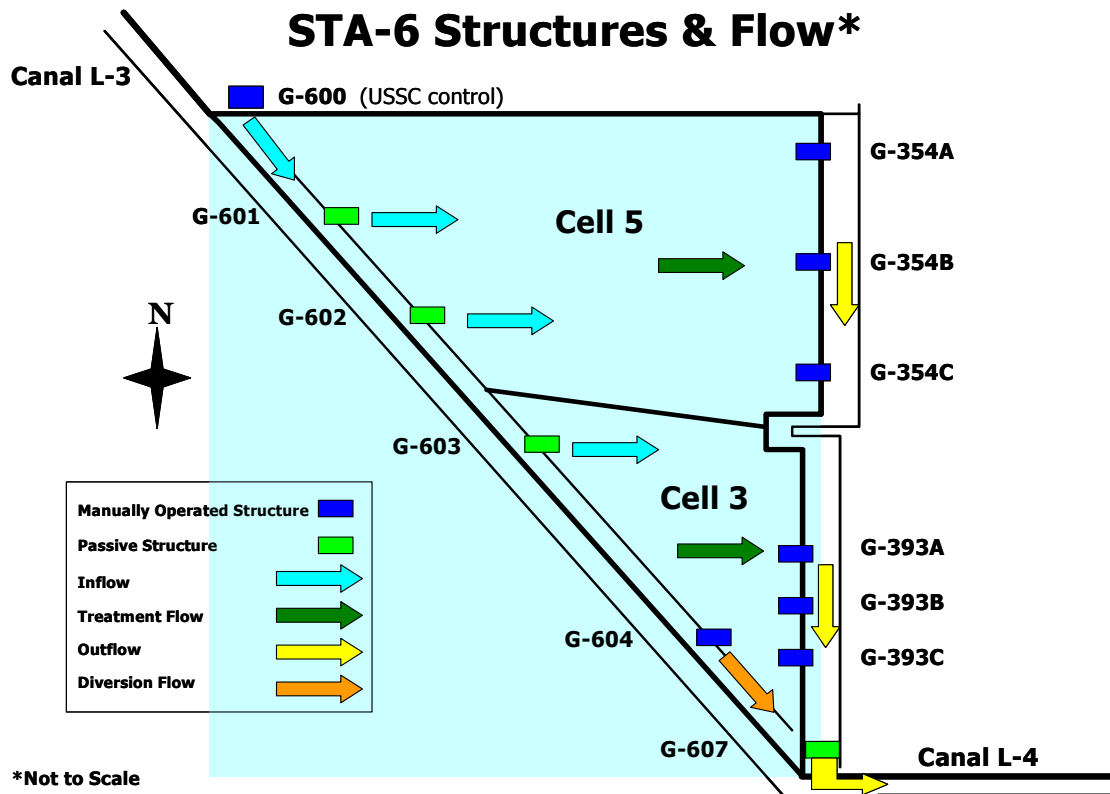 STA-6 Structures & Flow*
Canal L-3
G-600 (USSC control)
G-354A
G-601
Cell 5
G-354B
N
G-602
G-354C
G-603
Cell 3
Manually Operated Structure
Passive Structure
Inflow
Treatment Flow
Outflow
Diversion Flow
G-393A
G-393B
G-604
G-393C
G-607
Canal L-4
*Not to Scale